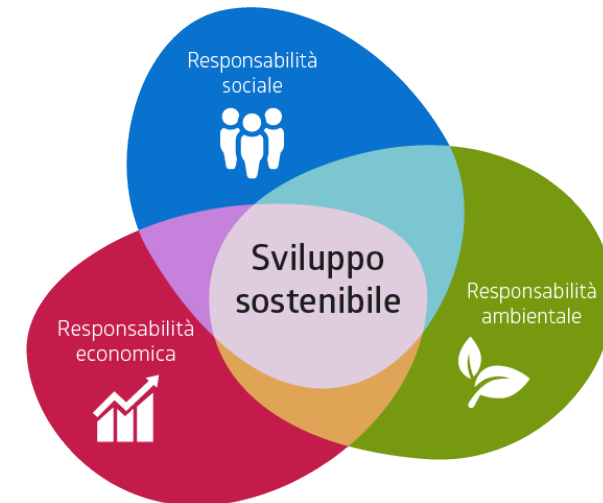 Responsabilità
sociale
Sviluppo
sostenibile
Responsabilità
ambientale
Responsabilità
economica